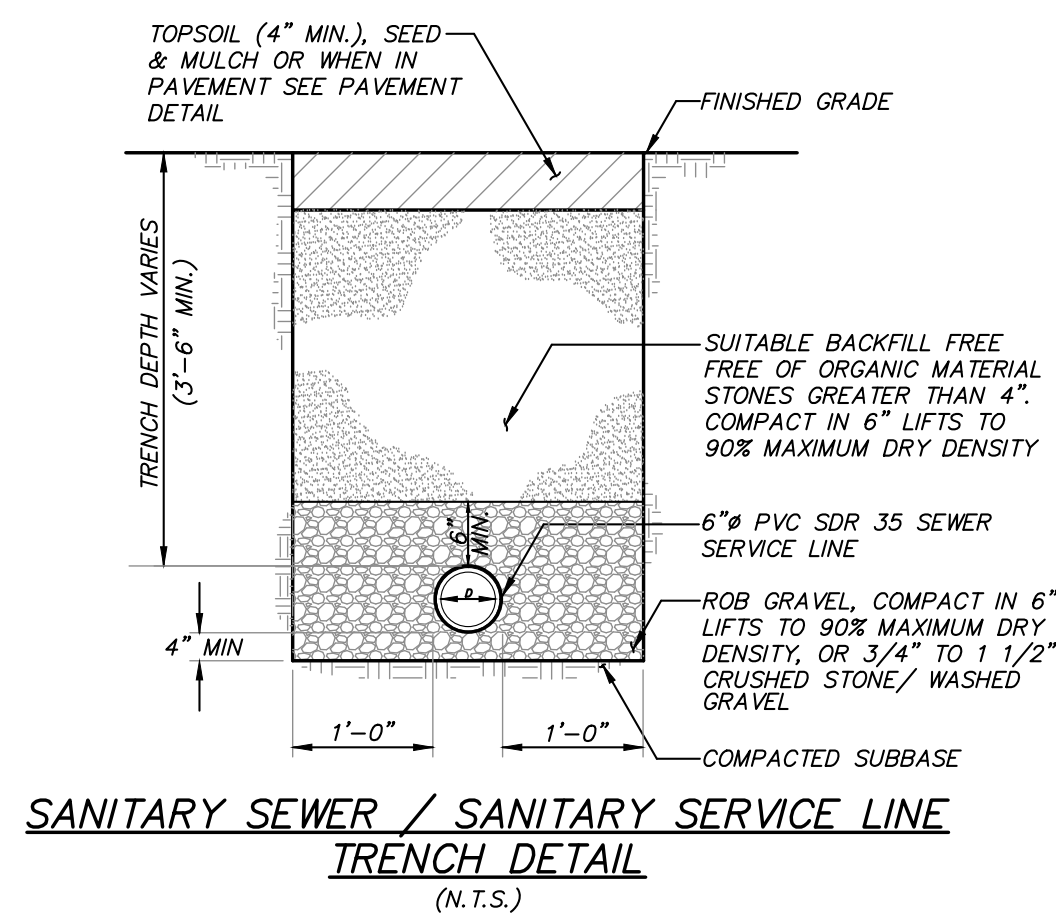 TOPSOIL (4" MIN.), SEED
& MULCH OR WHEN IN
PAVEMENT SEE PAVEMENT
DETAIL
FINISHED GRADE
TRENCH DEPTH VARIES
(3'-6" MIN.)
SUITABLE BACKFILL FREE
FREE OF ORGANIC MATERIAL
STONES GREATER THAN 4".
COMPACT IN 6" LIFTS TO
90% MAXIMUM DRY DENSITY
6"
MIN.
6"ø PVC SDR 35 SEWER
SERVICE LINE
D
ROB GRAVEL, COMPACT IN 6"
LIFTS TO 90% MAXIMUM DRY
DENSITY, OR 3/4" TO 1 1/2"
CRUSHED STONE/ WASHED
GRAVEL
4" MIN
1'-0"
1'-0"
COMPACTED SUBBASE
SANITARY SEWER / SANITARY SERVICE LINE
TRENCH DETAIL
(N.T.S.)